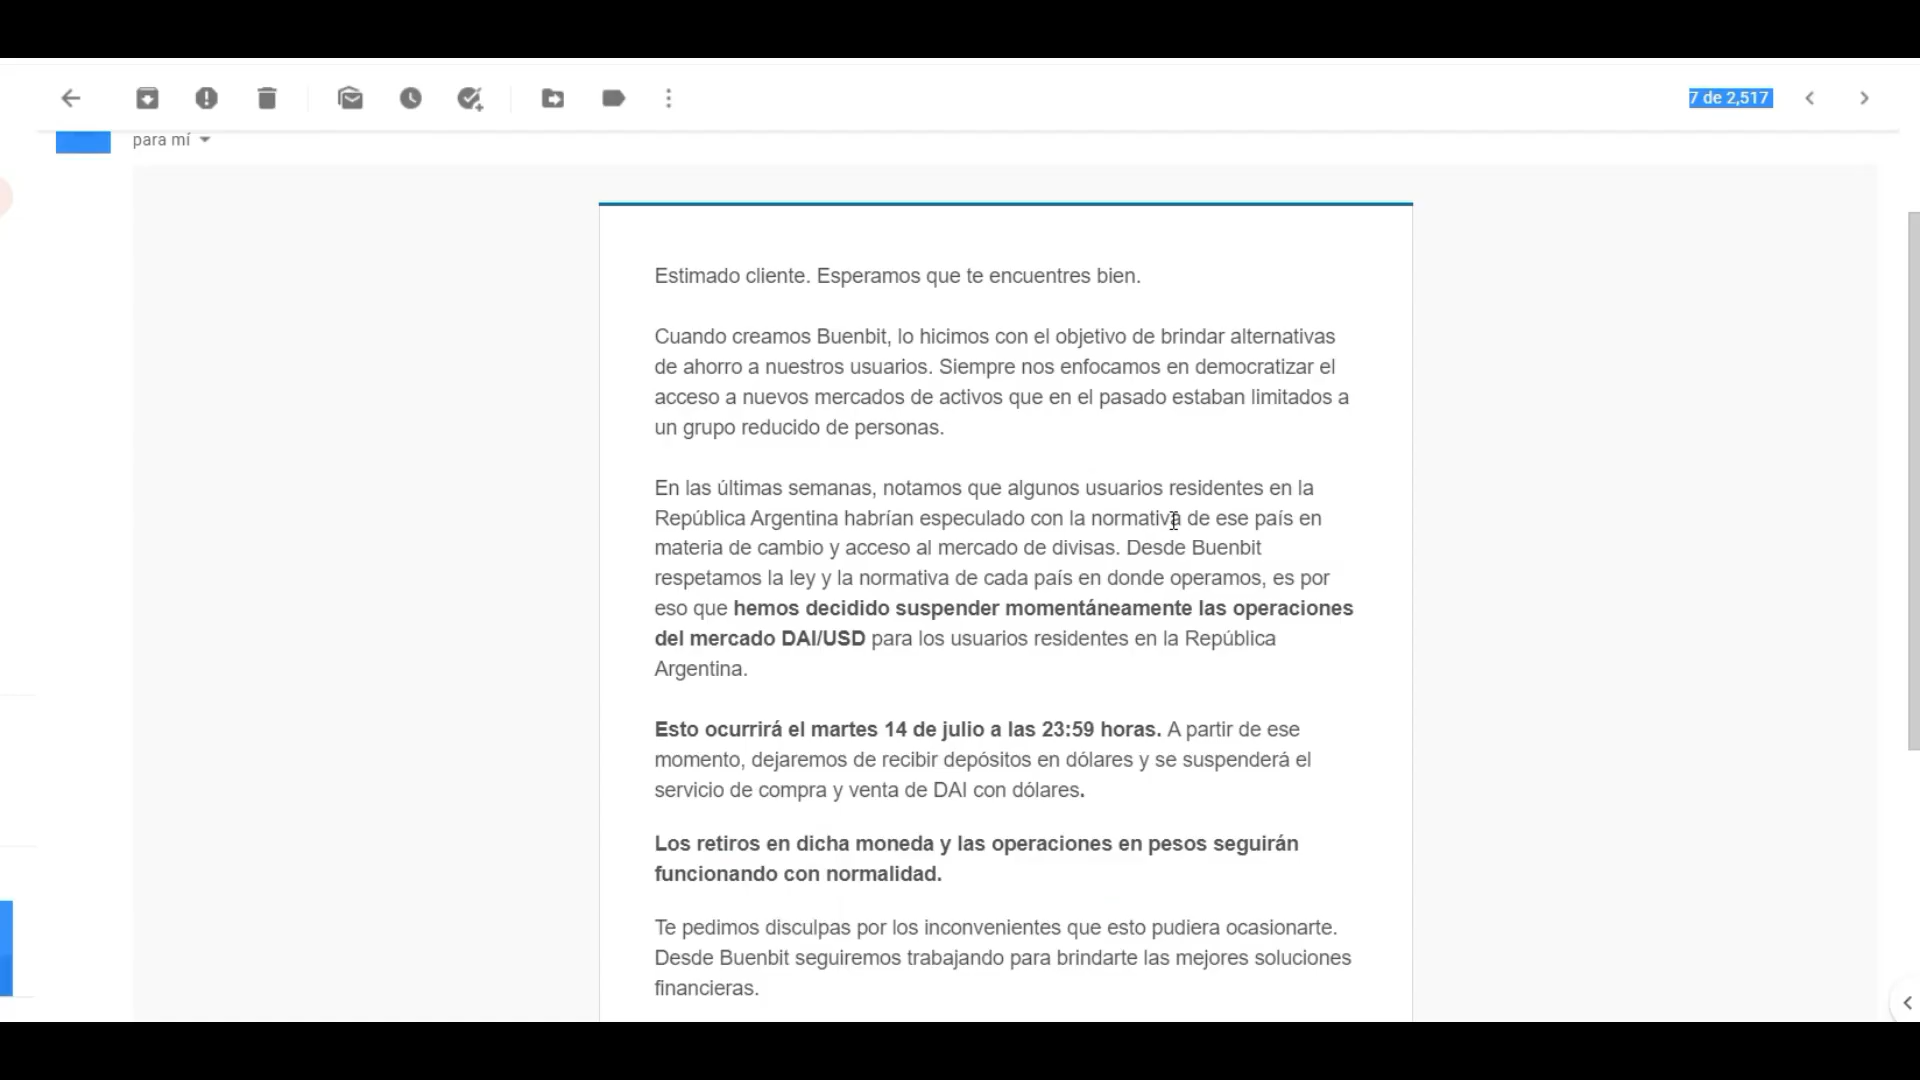 7 de 2,517
para mí
Estimado cliente. Esperamos que te encuentres bien.
Cuando creamos Buenbit, lo hicimos con el objetivo de brindar alternativas
de ahorro a nuestros usuarios. Siempre nos enfocamos en democratizar el
acceso a nuevos mercados de activos que en el pasado estaban limitados a
un grupo reducido de personas.
En las últimas semanas, notamos que algunos usuarios residentes en la
República Argentina habrían especulado con la normativa de ese país en
materia de cambio y acceso al mercado de divisas. Desde Buenbit
respetamos la ley y la normativa de cada país en donde operamos, es por
eso que hemos decidido suspender momentáneamente las operaciones
del mercado DAI/USD para los usuarios residentes en la República
Argentina.
Esto ocurrirá el martes 14 de julio a las 23:59 horas. A partir de ese
momento, dejaremos de recibir depósitos en dólares y se suspenderá el
servicio de compra y venta de DAI con dólares.
Los retiros en dicha moneda y las operaciones en pesos seguirán
funcionando con normalidad.
Te pedimos disculpas por los inconvenientes que esto pudiera ocasionarte.
Desde Buenbit seguiremos trabajando para brindarte las mejores soluciones
financieras.